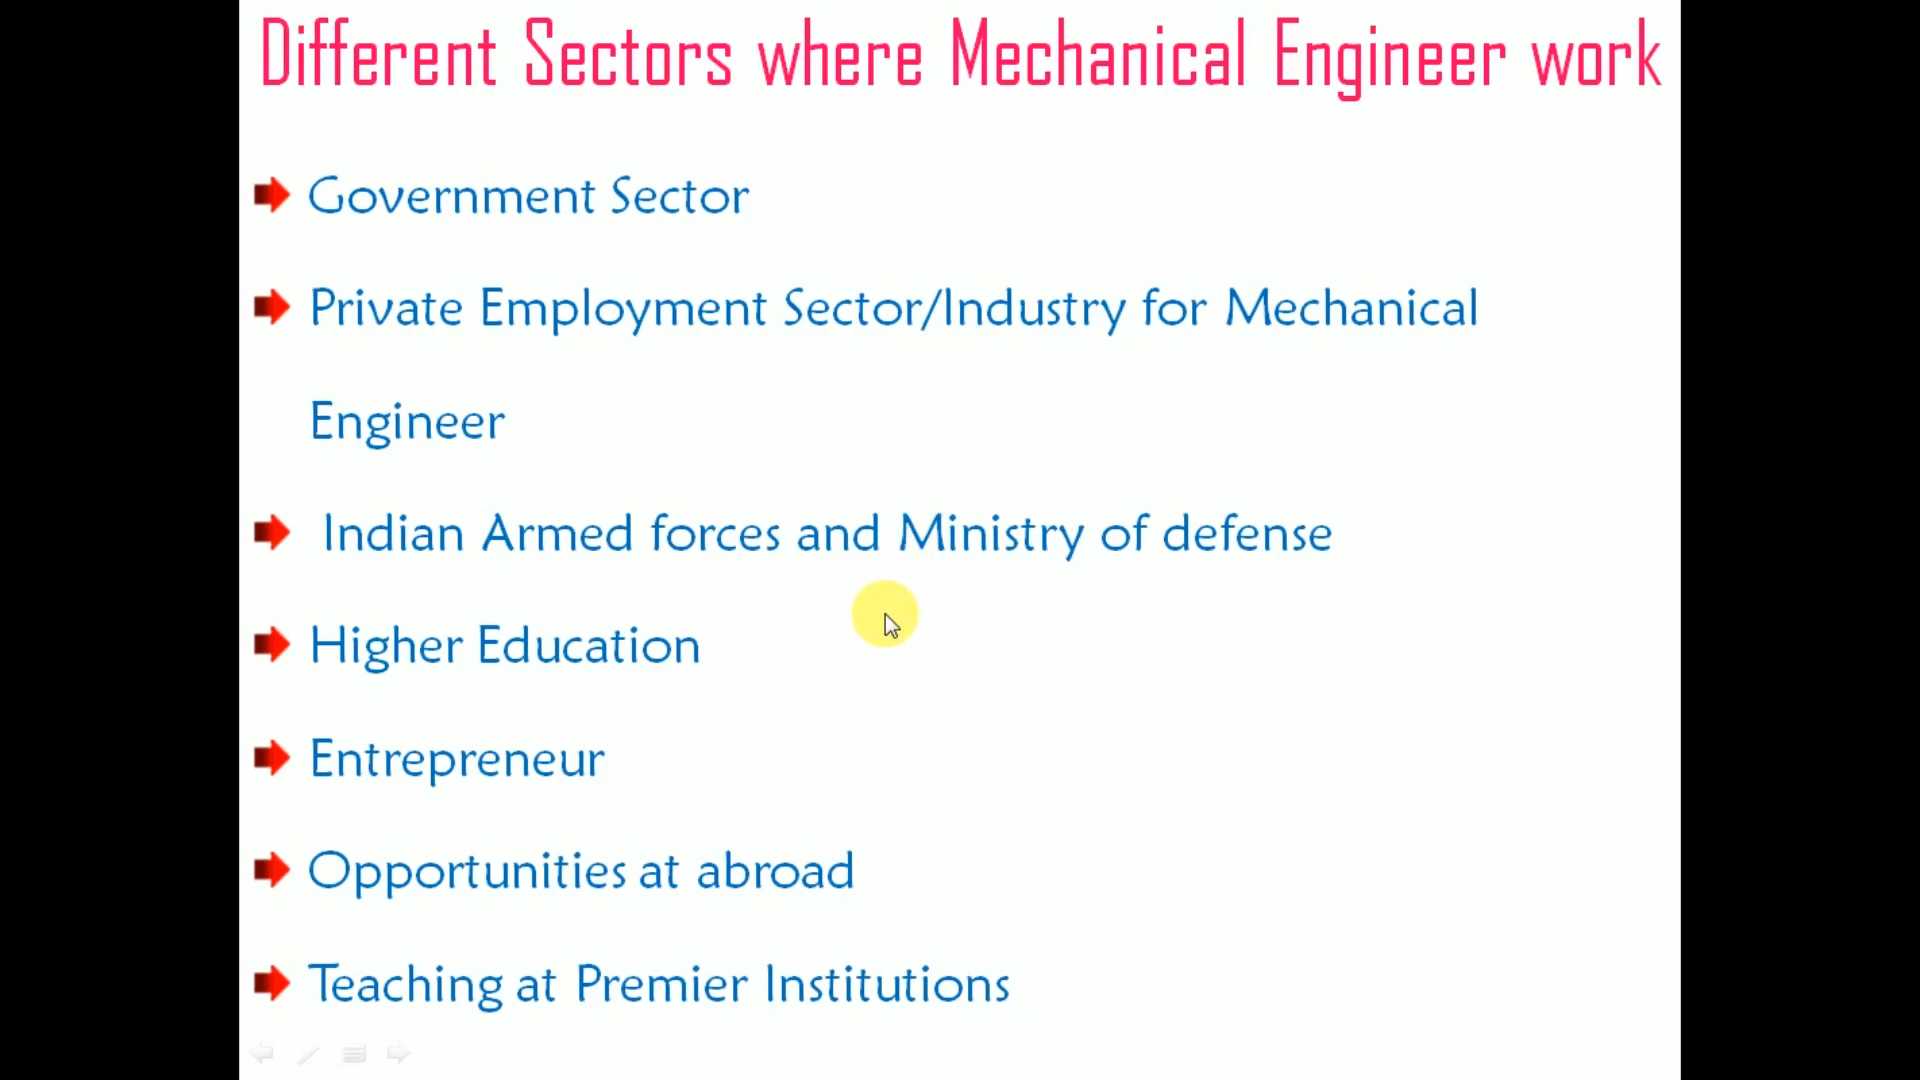 Different Sectors where Mechanical Engineer work
Government Sector
Private Employment Sector/Industry for Mechanical
Engineer
Indian Armed forces and Ministry of defense
Higher Education
Entrepreneur
Opportunities at abroad
Teaching at Premier Institutions